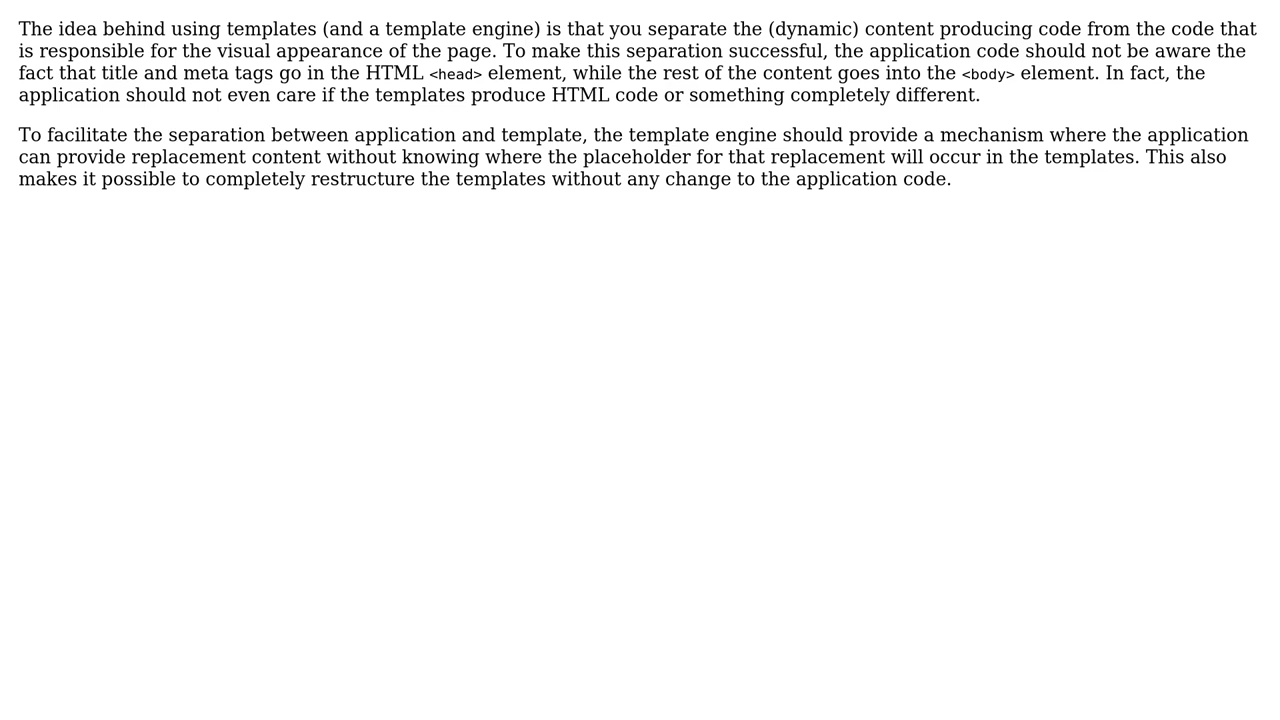 The idea behind using templates (and a template engine) is that you separate the (dynamic) content producing code from the code that
is responsible for the visual appearance of the page. To make this separation successful, the application code should not be aware the
fact that title and meta tags go in the HTML <head> element, while the rest of the content goes into the <body> element. In fact, the
application should not even care if the templates produce HTML code or something completely different.
To facilitate the separation between application and template, the template engine should provide a mechanism where the application
can provide replacement content without knowing where the placeholder for that replacement will occur in the templates. This also
makes it possible to completely restructure the templates without any change to the application code.